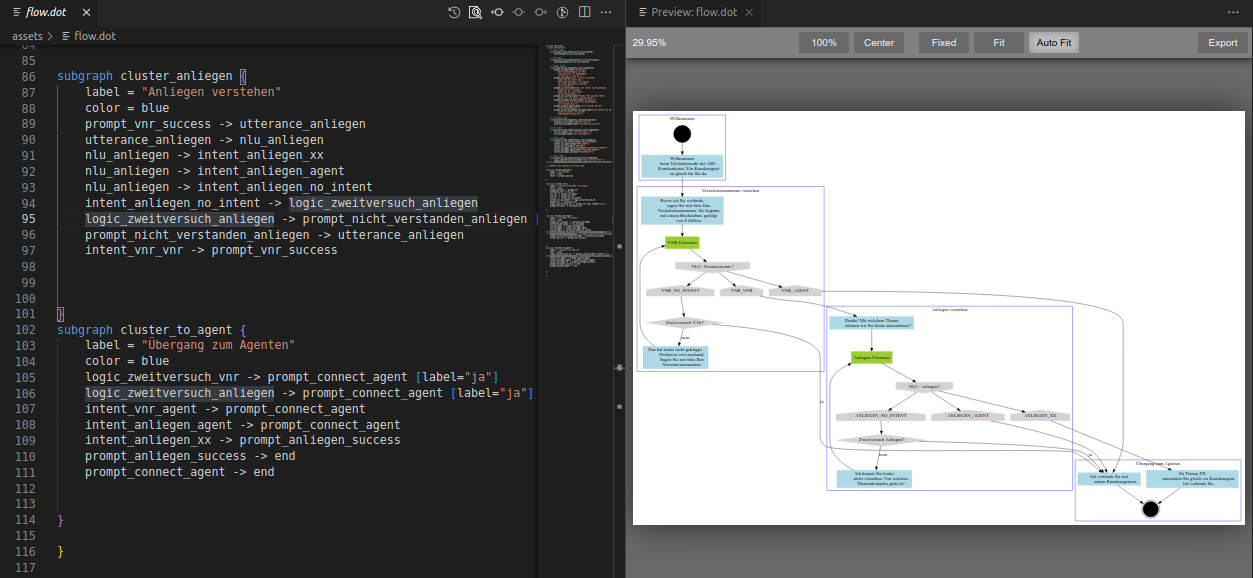 flow.dot
Preview: flow.dot
assets > flow.dot
29.95%
100%
Center
Fixed
Fit
Auto Fit
Export
84
85
86 subgraph cluster_anliegen {
87 label = "Anliegen verstehen"
88 color = blue
89 prompt_vnr_success -> utterance_anliegen
90 utterance_anliegen -> nlu_anliegen
91 nlu_anliegen -> intent_anliegen_xx
92 nlu_anliegen -> intent_anliegen_agent
93 nlu_anliegen -> intent_anliegen_no_intent
94 intent_anliegen_no_intent -> logic_zweitversuch_anliegen
95 logic_zweitversuch_anliegen -> prompt_nicht_verstanden_anliegen [
96 prompt_nicht_verstanden_anliegen -> utterance_anliegen
97 intent_vnr_vnr -> prompt_vnr_success
98
99
100
101 }
102 subgraph cluster_to_agent {
103 label = "Übergang zum Agenten"
104 color = blue
105 logic_zweitversuch_vnr -> prompt_connect_agent [label="ja"]
106 logic_zweitversuch_anliegen -> prompt_connect_agent [label="ja"]
107 intent_vnr_agent -> prompt_connect_agent
108 intent_anliegen_agent -> prompt_connect_agent
109 intent_anliegen_xx -> prompt_anliegen_success
110 prompt_anliegen_success -> end
111 prompt_connect_agent -> end
112
113
114 }
115
116 }
117
Willkommen
Willkommen
beim Telefonkontakt der ABC-
Krankenkasse! Ein Kundenagent
ist gleich für Sie da.
Versichertennummer verstehen
Bevor ich Sie verbinde,
sagen Sie mir bitte Ihre
Versichertennummer. Sie beginnt
mit einem Buchstaben, gefolgt
von 9 Ziffern
VNR-Utterance
NLU: Versichertennr.?
VNR_NO_INTENT
VNR_VNR
VNR_AGENT
Zweitversuch V.Nr?
nein
Das hat leider nicht geklappt.
Probieren wir's nochmal.
Sagen Sie mir bitte Ihre
Versichertennummer
Anliegen verstehen
Danke! Mit welchem Thema
können wir Sie heute unterstützen?
Anliegen-Utterance
NLU: Anliegen?
ANLIEGEN_NO_INTENT
ANLIEGEN_AGENT
ANLIEGEN_XX
Zweitversuch Anliegen?
nein
ja
ja
Ich konnte Sie leider
nicht verstehen. Um welchen
Themenkomplex geht es?
Übergang zum Agenten
Ich verbinde Sie mit
einem Kundenagenten
Zu Thema XX
unterstützt Sie gleich ein Kundenagent.
Ich verbinde Sie.